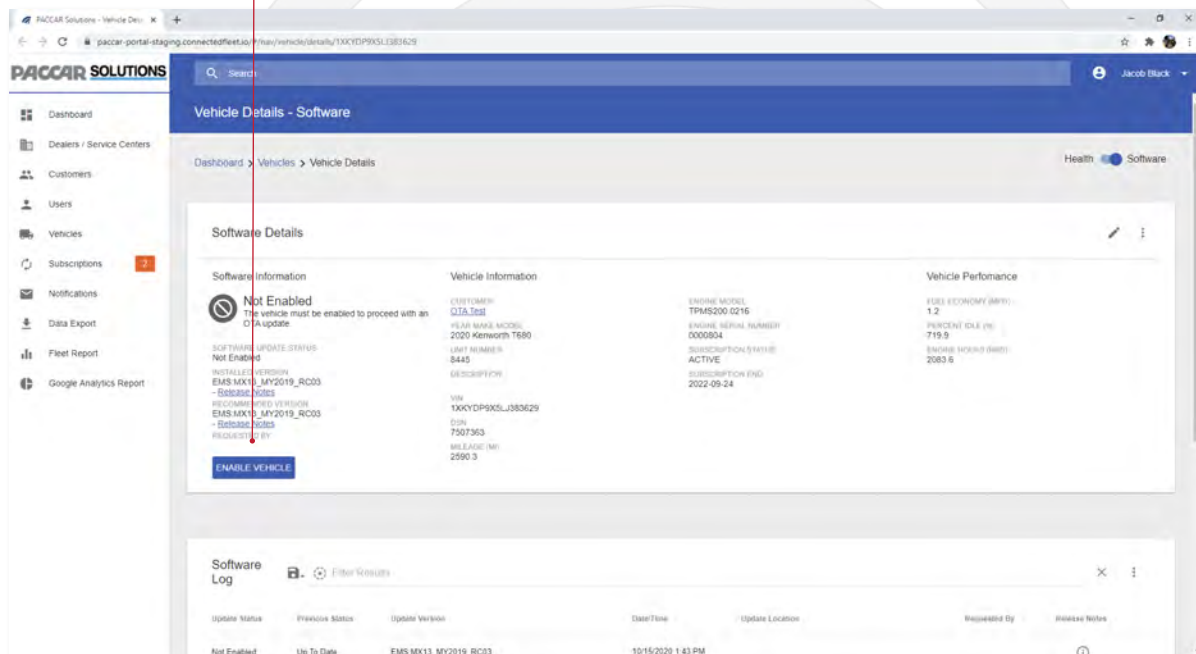 PACCAR Solutions - Vehicle Deta
paccar-portal-staging.connectedfleet.io/#/nav/vehicle/details/1XKYDP9X5LJ383629
PACCAR SOLUTIONS
Search
Jacob Black
Dashboard
Dealers / Service Centers
Customers
Users
Vehicles
Subscriptions 2
Notifications
Data Export
Fleet Report
Google Analytics Report
Vehicle Details - Software
Dashboard > Vehicles > Vehicle Details
Health Software
Software Details
Software Information
Not Enabled
The vehicle must be enabled to proceed with an
OTA update.
SOFTWARE UPDATE STATUS
Not Enabled
INSTALLED VERSION
EMS:MX13_MY2019_RC03
- Release Notes
RECOMMENDED VERSION
EMS:MX13_MY2019_RC03
- Release Notes
REQUESTED BY
ENABLE VEHICLE
Vehicle Information
CUSTOMER
OTA Test
YEAR MAKE MODEL
2020 Kenworth T680
UNIT NUMBER
8445
DESCRIPTION
VIN
1XKYDP9X5LJ383629
DSN
7507363
MILEAGE (MI)
2590.3
ENGINE MODEL
TPMS200.0216
ENGINE SERIAL NUMBER
0000804
SUBSCRIPTION STATUS
ACTIVE
SUBSCRIPTION END
2022-09-24
Vehicle Perfomance
FUEL ECONOMY (MPG)
1.2
PERCENT IDLE (%)
719.9
ENGINE HOURS (HRS)
2083.6
Software
Log
Filter Results
Update Status Previous Status Update Version Date/Time Update Location Requested By Release Notes
Not Enabled Up To Date EMS:MX13_MY2019_RC03 10/15/2020 1:43 PM